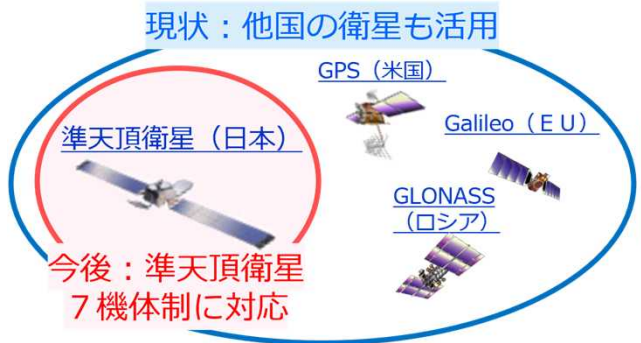 現状：他国の衛星も活用
GPS（米国）
準天頂衛星（日本）
Galileo（ＥＵ）
GLONASS
（ロシア）
今後：準天頂衛星
７機体制に対応